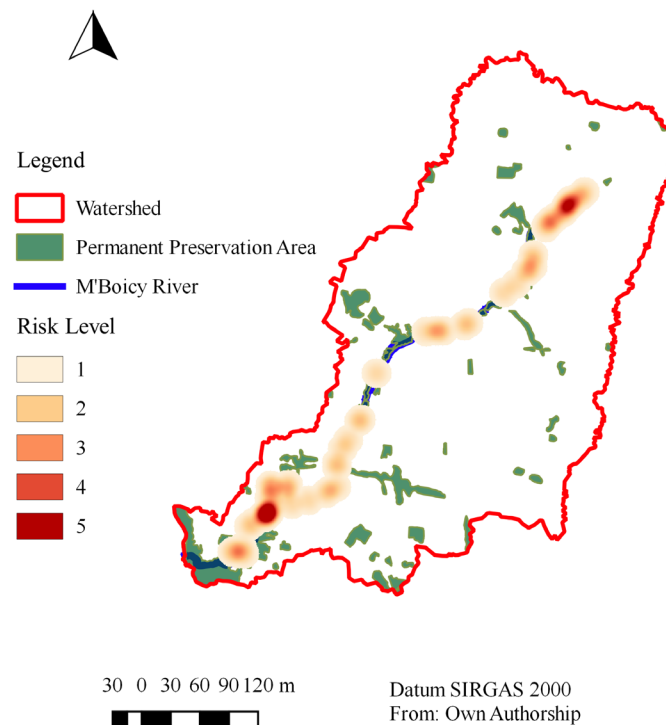 Legend
Watershed
Permanent Preservation Area
M'Boicy River
Risk Level
1
2
3
4
5
30 0 30 60 90 120 m
Datum SIRGAS 2000
From: Own Authorship